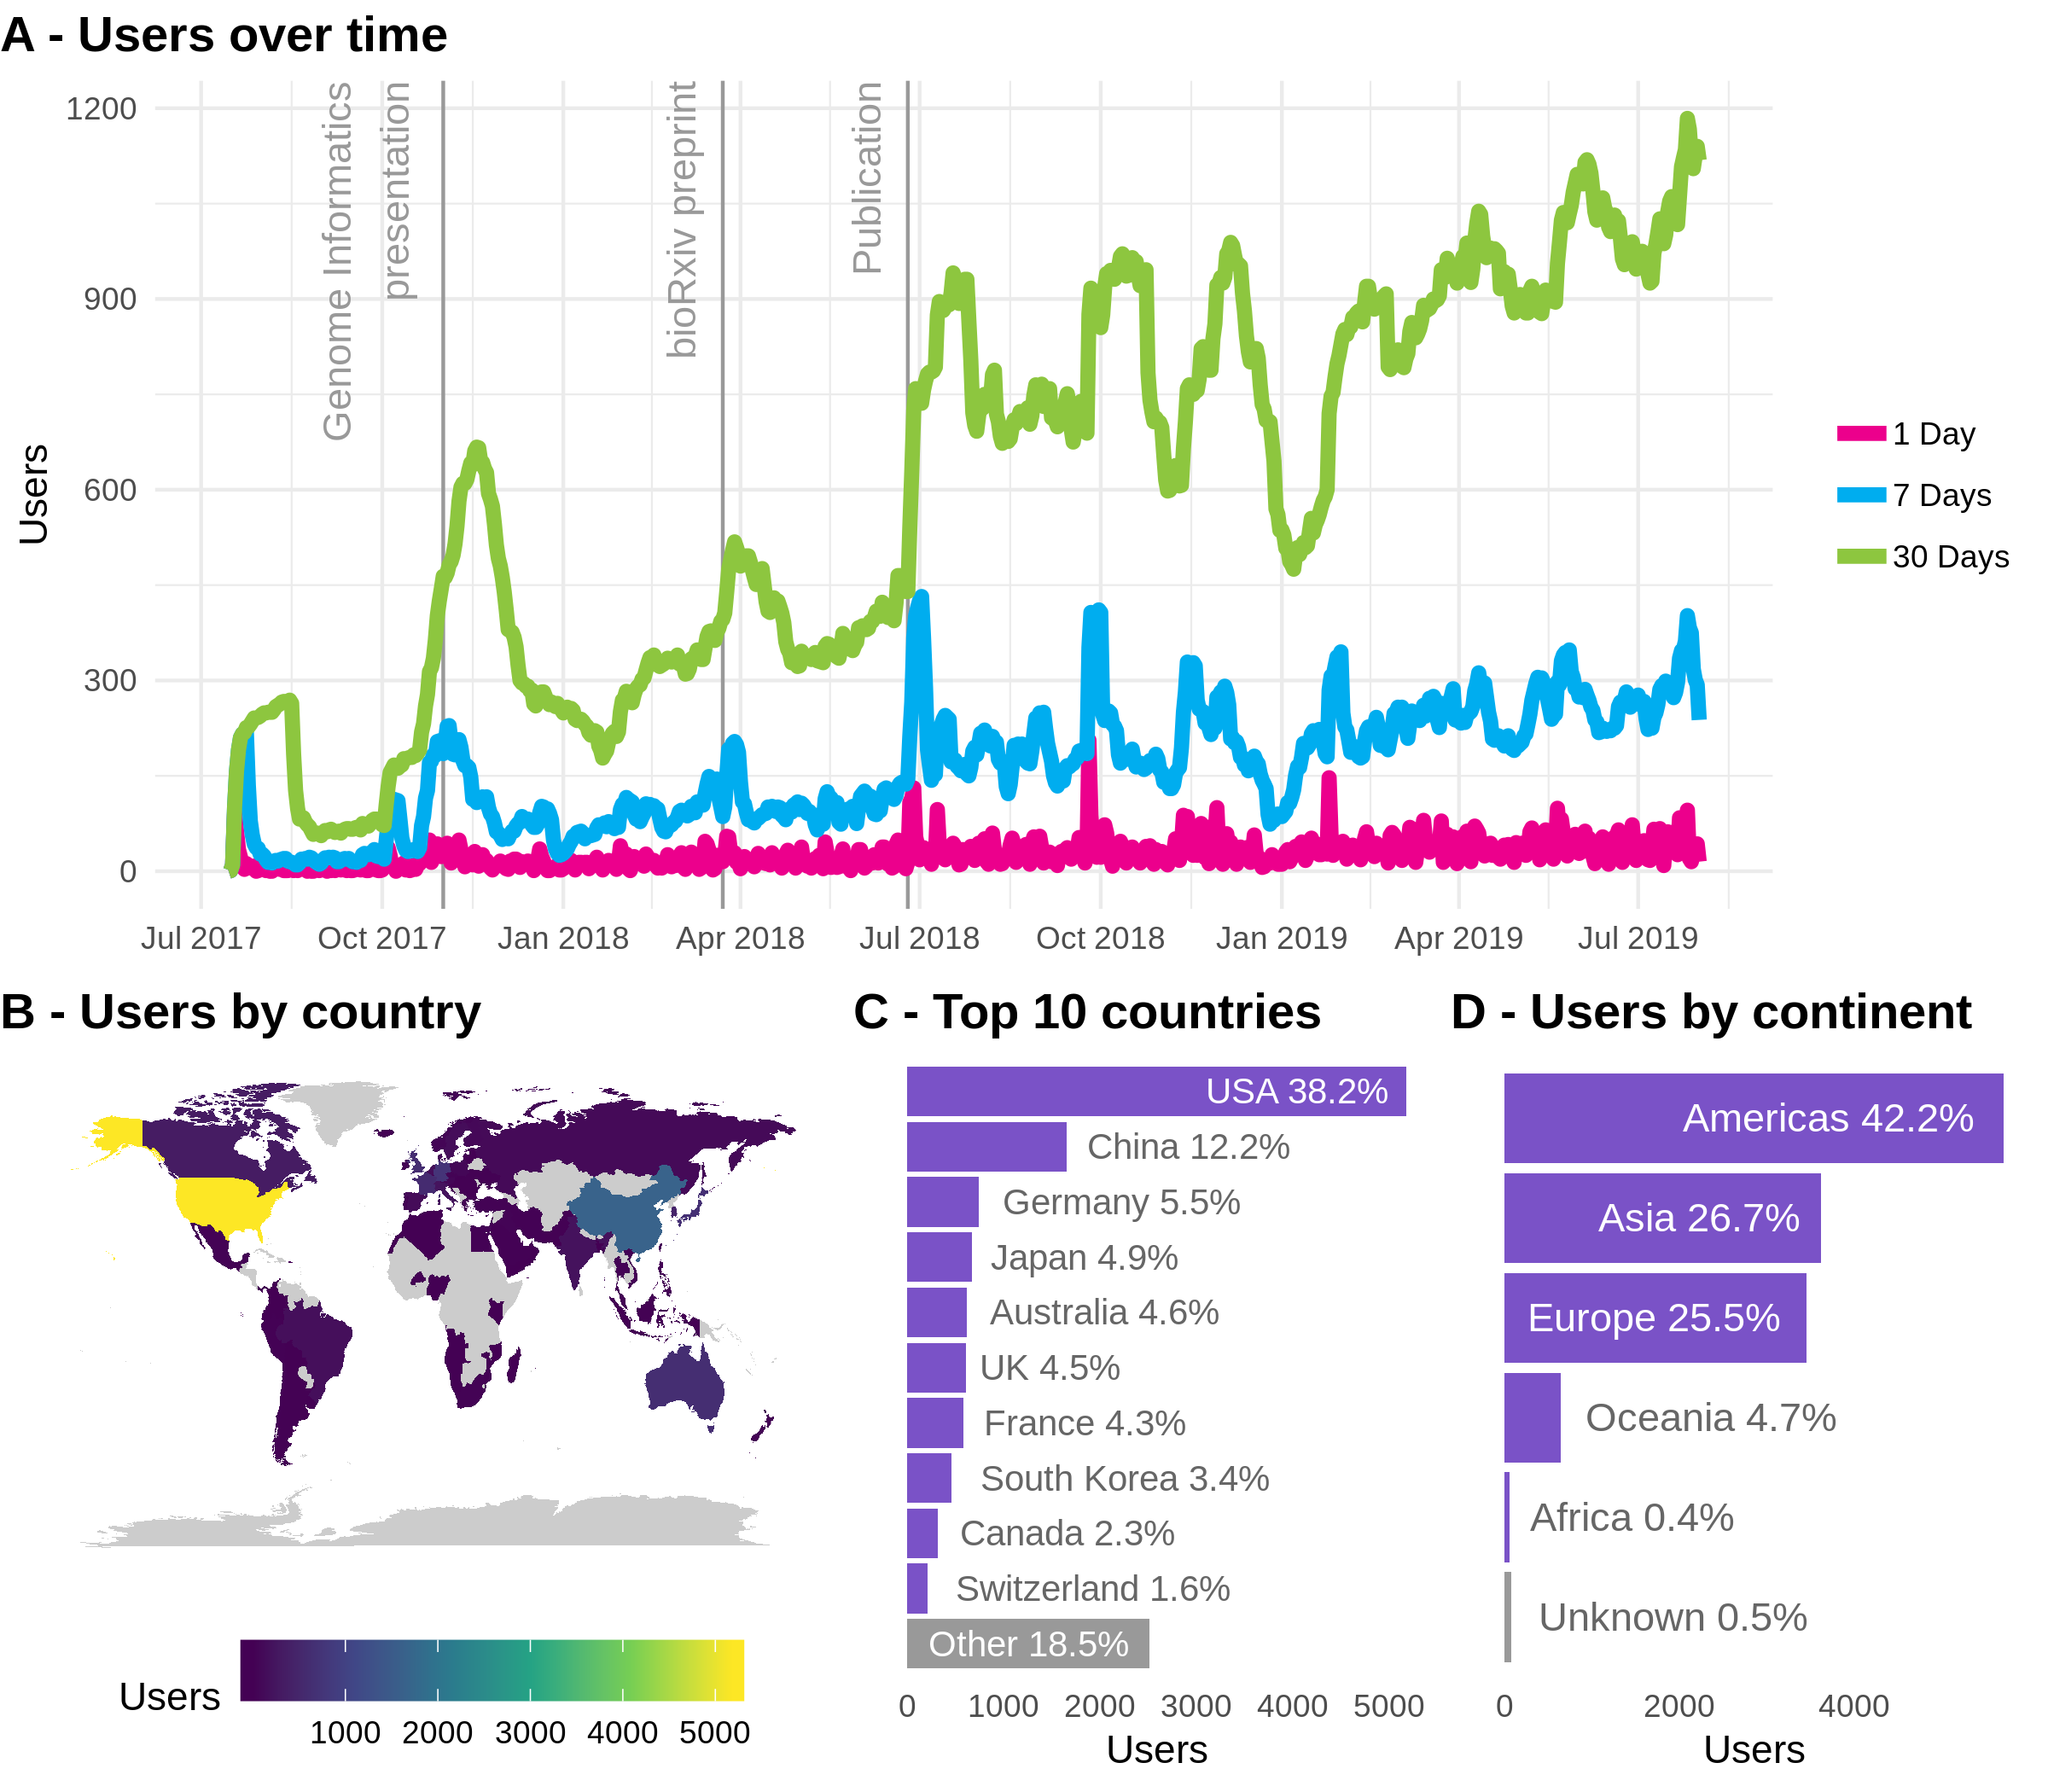 A - Users over time
1200
900
600
300
0
Users
Genome Informatics
presentation
bioRxiv preprint
Publication
1 Day
7 Days
30 Days
Jul 2017
Oct 2017
Jan 2018
Apr 2018
Jul 2018
Oct 2018
Jan 2019
Apr 2019
Jul 2019
B - Users by country
Users
1000
2000
3000
4000
5000
C - Top 10 countries
USA 38.2%
China 12.2%
Germany 5.5%
Japan 4.9%
Australia 4.6%
UK 4.5%
France 4.3%
South Korea 3.4%
Canada 2.3%
Switzerland 1.6%
Other 18.5%
0
1000
2000
3000
4000
5000
Users
D - Users by continent
Americas 42.2%
Asia 26.7%
Europe 25.5%
Oceania 4.7%
Africa 0.4%
Unknown 0.5%
0
2000
4000
Users